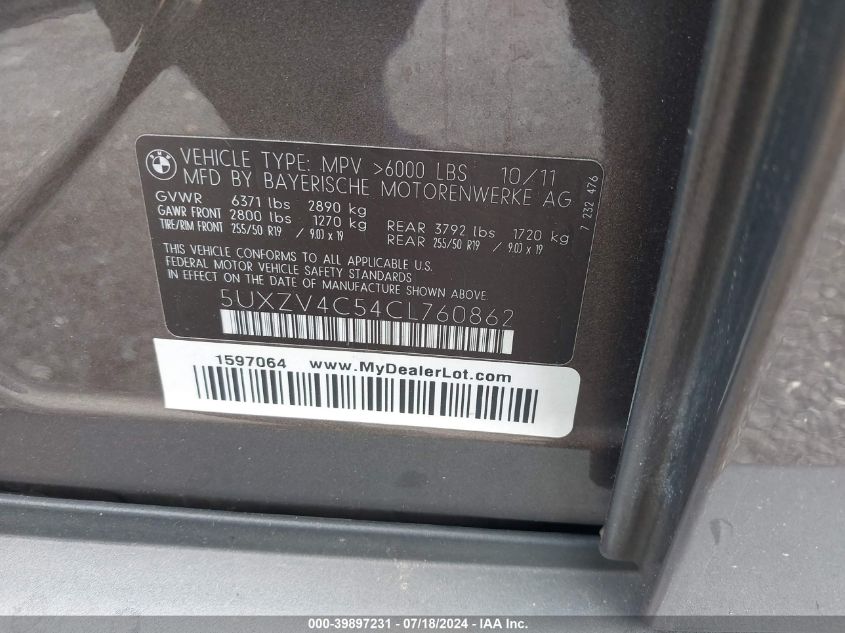 BMW
VEHICLE TYPE: MPV >6000 LBS 10/11
MFD BY BAYERISCHE MOTORENWERKE AG
GVWR 6371 lbs 2890 kg
GAWR FRONT 2800 lbs 1270 kg REAR 3792 lbs 1720 kg
TIRE/RIM FRONT 255/50 R19 / 9.0J x 19 REAR 255/50 R19 / 9.0J x 19
THIS VEHICLE CONFORMS TO ALL APPLICABLE U.S.
FEDERAL MOTOR VEHICLE SAFETY STANDARDS
IN EFFECT ON THE DATE OF MANUFACTURE SHOWN ABOVE.
5UXZV4C54CL760862
7 232 476
1597064 www.MyDealerLot.com
000-39897231 - 07/18/2024 - IAA Inc.